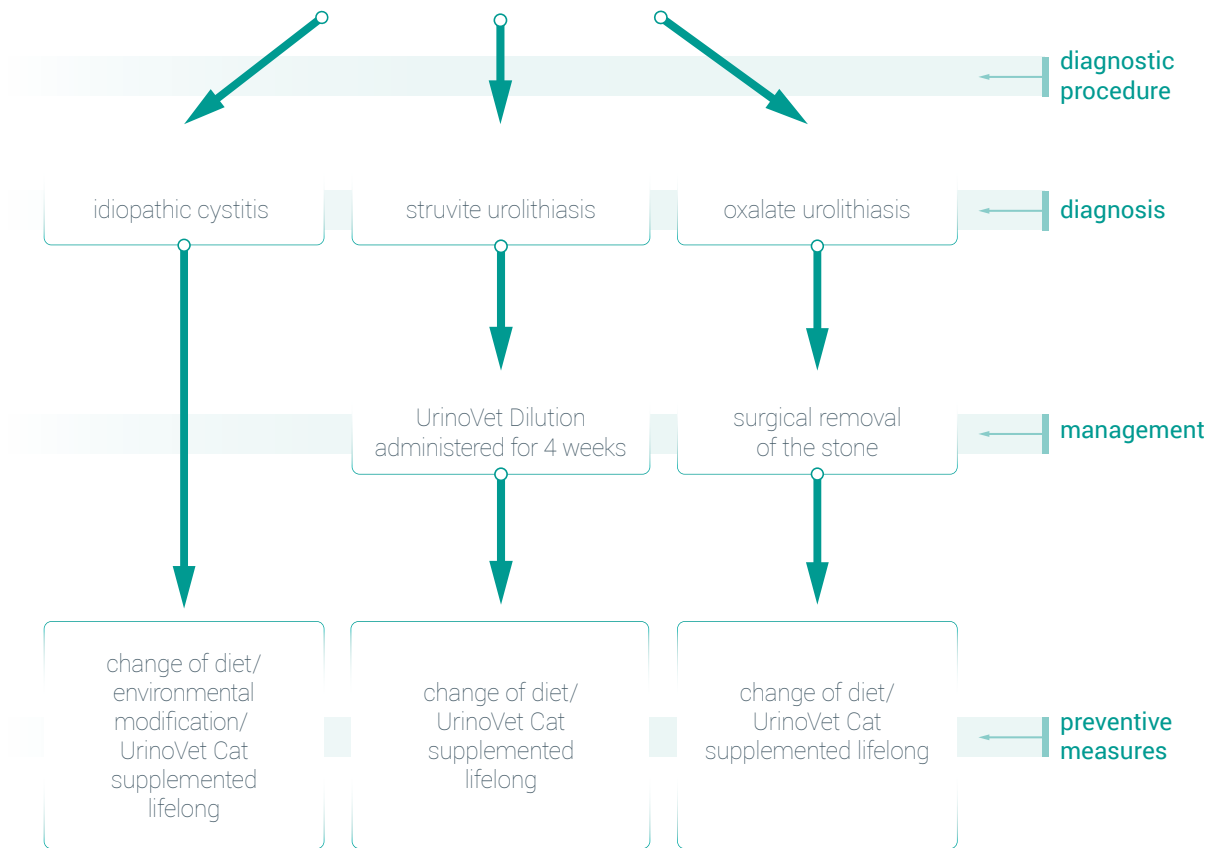 diagnostic
procedure
idiopathic cystitis
struvite urolithiasis
oxalate urolithiasis
diagnosis
UrinoVet Dilution
administered for 4 weeks
surgical removal
of the stone
management
change of diet/
environmental
modification/
UrinoVet Cat
supplemented
lifelong
change of diet/
UrinoVet Cat
supplemented
lifelong
change of diet/
UrinoVet Cat
supplemented lifelong
preventive
measures